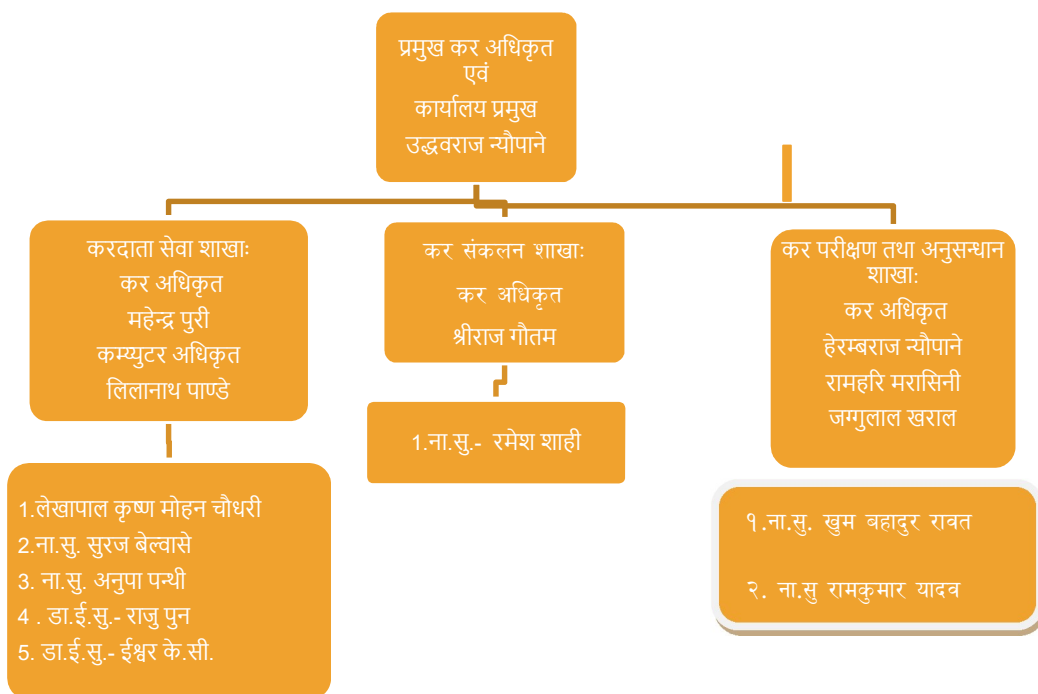 प्रमुख कर अधिकृत
एवं
कार्यालय प्रमुख
उद्धवराज न्यौपाने
करदाता सेवा शाखाः
कर अधिकृत
महेन्द्र पुरी
कम्प्युटर अधिकृत
लिलानाथ पाण्डे
1.लेखापाल कृष्ण मोहन चौधरी
2.ना.सु. सुरज बेल्वासे
3. ना.सु. अनुपा पन्थी
4 . डा.ई.सु.- राजु पुन
5. डा.ई.सु.- ईश्वर के.सी.
कर संकलन शाखाः
कर अधिकृत
श्रीराज गौतम
1.ना.सु.- रमेश शाही
कर परीक्षण तथा अनुसन्धान
शाखाः
कर अधिकृत
हेरम्बराज न्यौपाने
रामहरि मरासिनी
जग्गुलाल खराल
१.ना.सु. खुम बहादुर रावत
२. ना.सु रामकुमार यादव